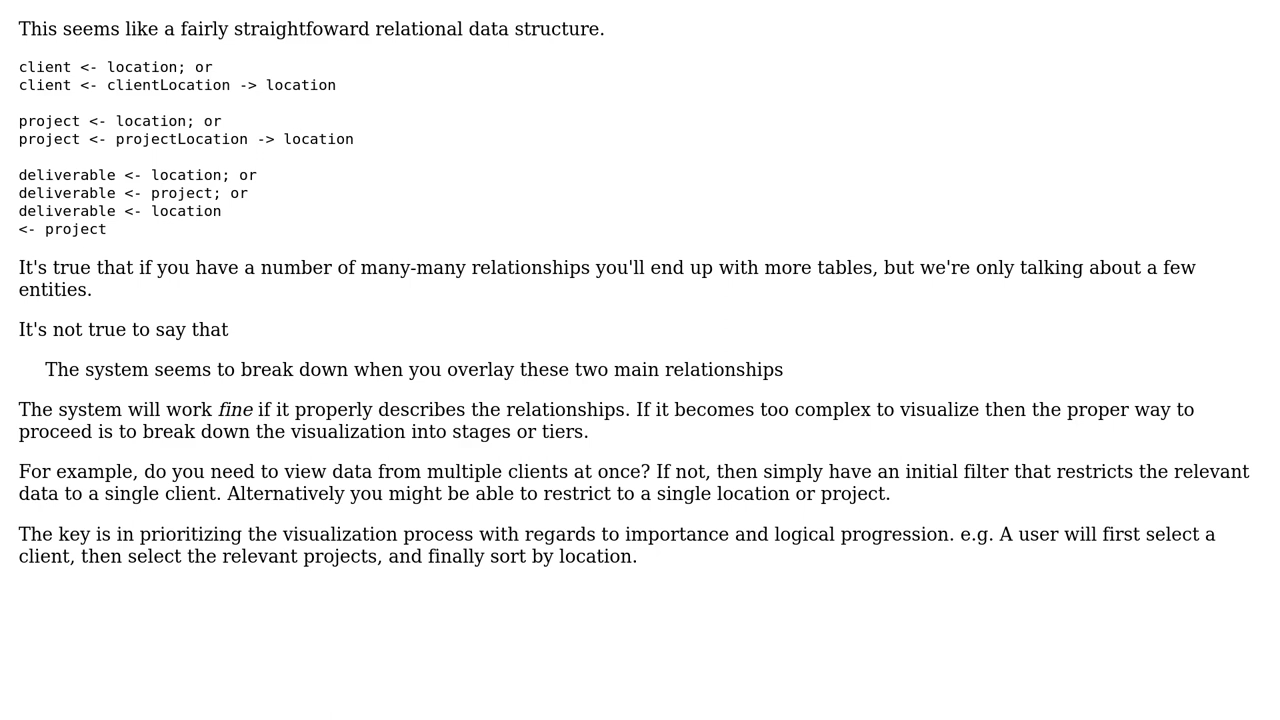 This seems like a fairly straightfoward relational data structure.
client <- location; or
client <- clientLocation -> location
project <- location; or
project <- projectLocation -> location
deliverable <- location; or
deliverable <- project; or
deliverable <- location
<- project
It's true that if you have a number of many-many relationships you'll end up with more tables, but we're only talking about a few
entities.
It's not true to say that
The system seems to break down when you overlay these two main relationships
The system will work fine if it properly describes the relationships. If it becomes too complex to visualize then the proper way to
proceed is to break down the visualization into stages or tiers.
For example, do you need to view data from multiple clients at once? If not, then simply have an initial filter that restricts the relevant
data to a single client. Alternatively you might be able to restrict to a single location or project.
The key is in prioritizing the visualization process with regards to importance and logical progression. e.g. A user will first select a
client, then select the relevant projects, and finally sort by location.